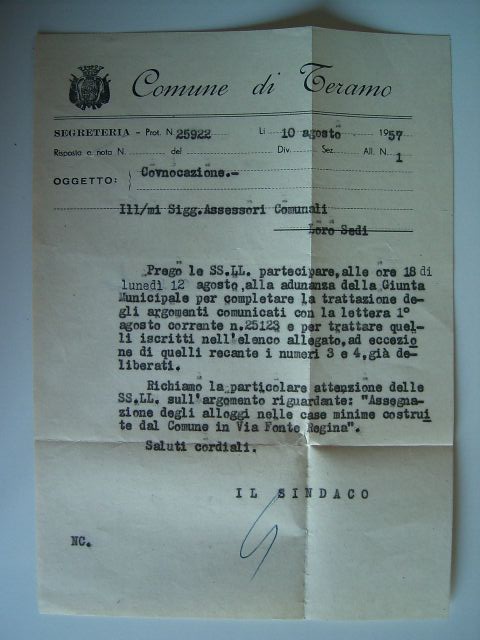 Comune di Teramo
SEGRETERIA - Prot. N. 25922 Li 10 agosto 1957
Risposta a nota N. del Div. Sez. All. N. 1
OGGETTO: Covnocazione.-
Ill/mi Sigg.Assessori Comunali
Loro Sedi
Prego le SS.LL. partecipare,alle ore 18 di
lunedì 12 agosto,alla adunanza della Giunta
Municipale per completare la trattazione de-
gli argomenti comunicati con la lettera 1°
agosto corrente n.25123 e per trattare quel-
li iscritti nell'elenco allegato,ad eccezio
ne di quelli recante i numeri 3 e 4,già de-
liberati.
Richiamo la particolare attenzione delle
SS.LL. sull'argomento riguardante: "Assegna-
zione degli alloggi nelle case minime costrui
te dal Comune in Via Fonte Regina".
Saluti cordiali.
IL SINDACO
NC.